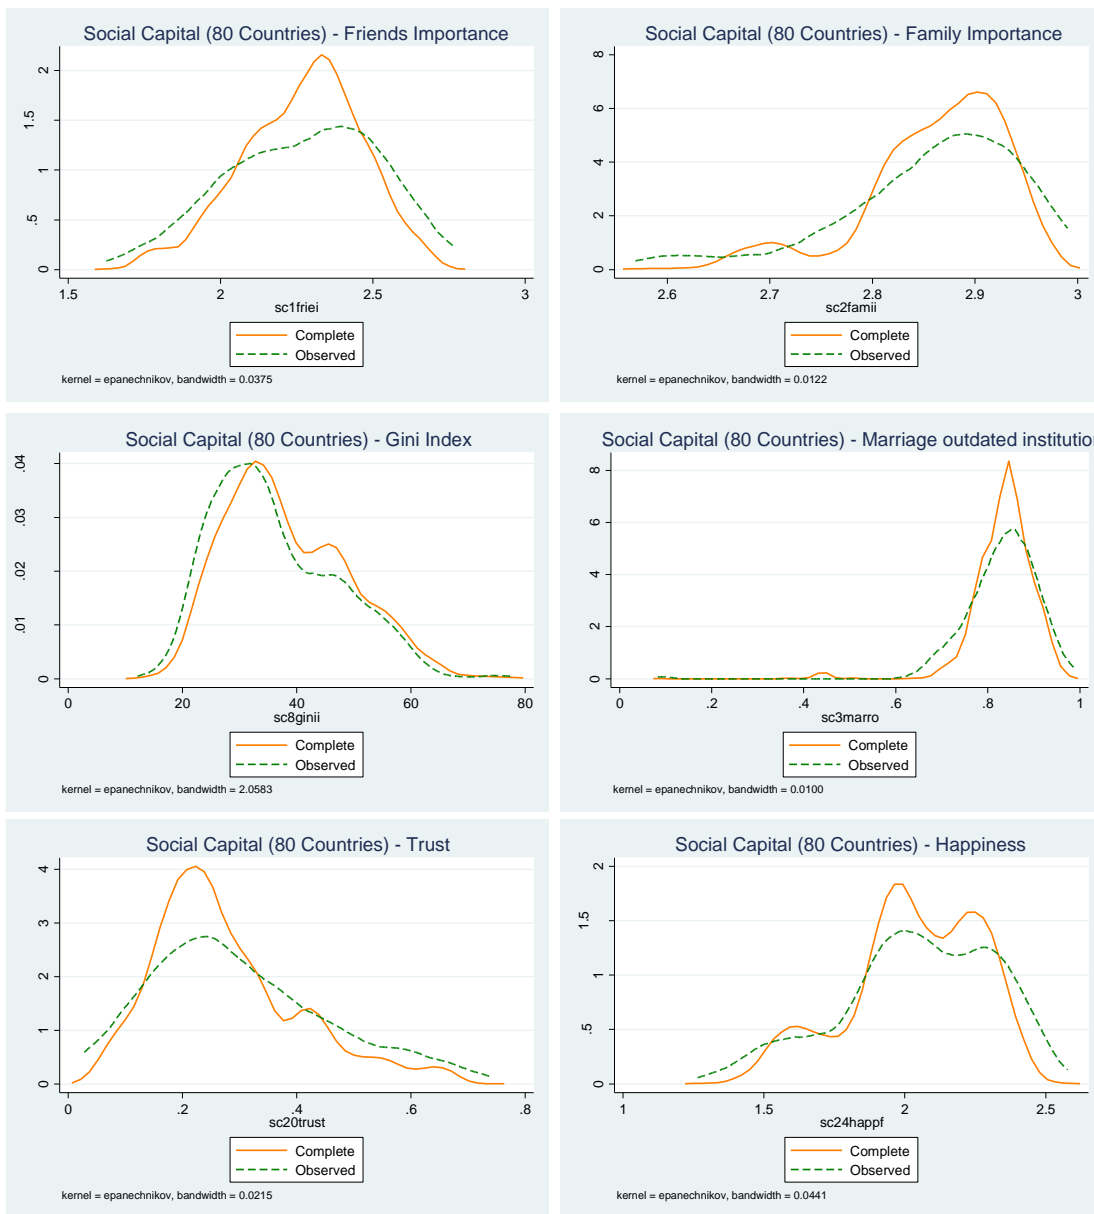 Social Capital (80 Countries) - Friends Importance
2
1.5
1
.5
0
1.5 2 2.5 3
sc1friei
Complete
Observed
kernel = epanechnikov, bandwidth = 0.0375
Social Capital (80 Countries) - Family Importance
8
6
4
2
0
2.6 2.7 2.8 2.9 3
sc2famii
Complete
Observed
kernel = epanechnikov, bandwidth = 0.0122
Social Capital (80 Countries) - Gini Index
.04
.03
.02
.01
0
0 20 40 60 80
sc8ginii
Complete
Observed
kernel = epanechnikov, bandwidth = 2.0583
Social Capital (80 Countries) - Marriage outdated institutio
8
6
4
2
0
0 .2 .4 .6 .8 1
sc3marro
Complete
Observed
kernel = epanechnikov, bandwidth = 0.0100
Social Capital (80 Countries) - Trust
4
3
2
1
0
0 .2 .4 .6 .8
sc20trust
Complete
Observed
kernel = epanechnikov, bandwidth = 0.0215
Social Capital (80 Countries) - Happiness
2
1.5
1
.5
0
1 1.5 2 2.5
sc24happf
Complete
Observed
kernel = epanechnikov, bandwidth = 0.0441